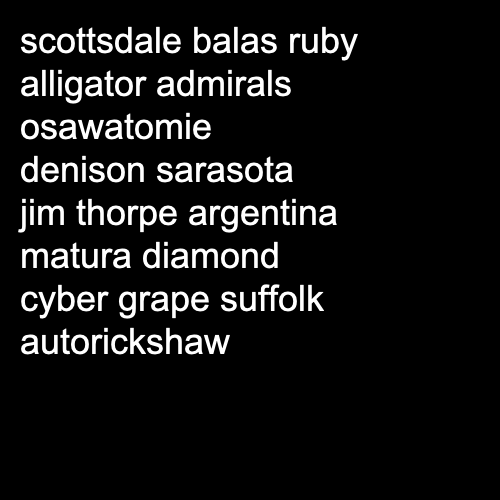 scottsdale balas ruby
alligator admirals
osawatomie
denison sarasota
jim thorpe argentina
matura diamond
cyber grape suffolk
autorickshaw